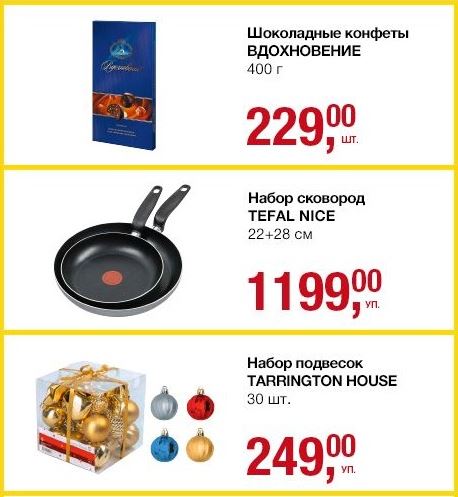 Шоколадные конфеты
ВДОХНОВЕНИЕ
400 г
229,00
шт.
Набор сковород
TEFAL NICE
22+28 см
1199,00
уп.
Набор подвесок
TARRINGTON HOUSE
30 шт.
249,00
уп.
Вдохновение